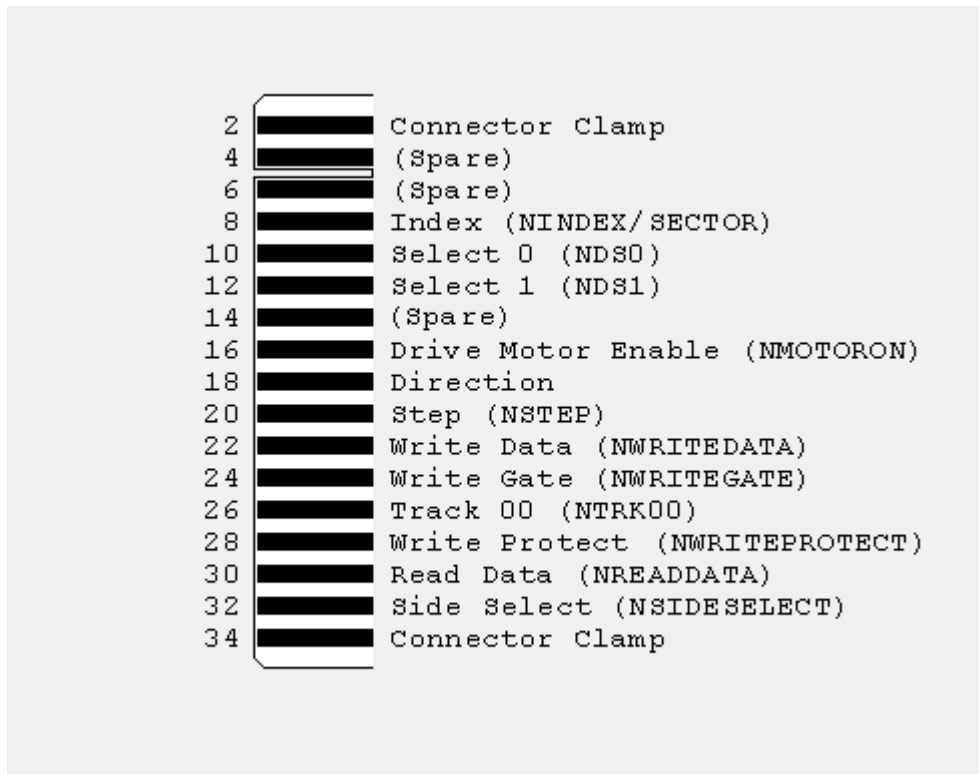 2 Connector Clamp
4 (Spare)
6 (Spare)
8 Index (NINDEX/SECTOR)
10 Select 0 (NDS0)
12 Select 1 (NDS1)
14 (Spare)
16 Drive Motor Enable (NMOTORON)
18 Direction
20 Step (NSTEP)
22 Write Data (NWRITEDATA)
24 Write Gate (NWRITEGATE)
26 Track 00 (NTRK00)
28 Write Protect (NWRITEPROTECT)
30 Read Data (NREADDATA)
32 Side Select (NSIDESELECT)
34 Connector Clamp